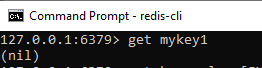 Command Prompt - redis-cli
127.0.0.1:6379> get mykey1
(nil)